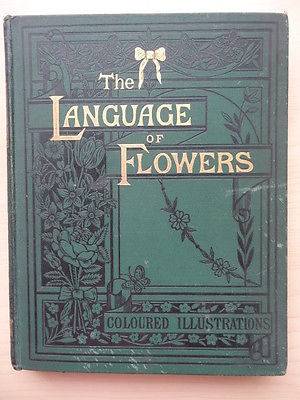 The
LANGUAGE
OF
FLOWERS
COLOURED ILLUSTRATIONS